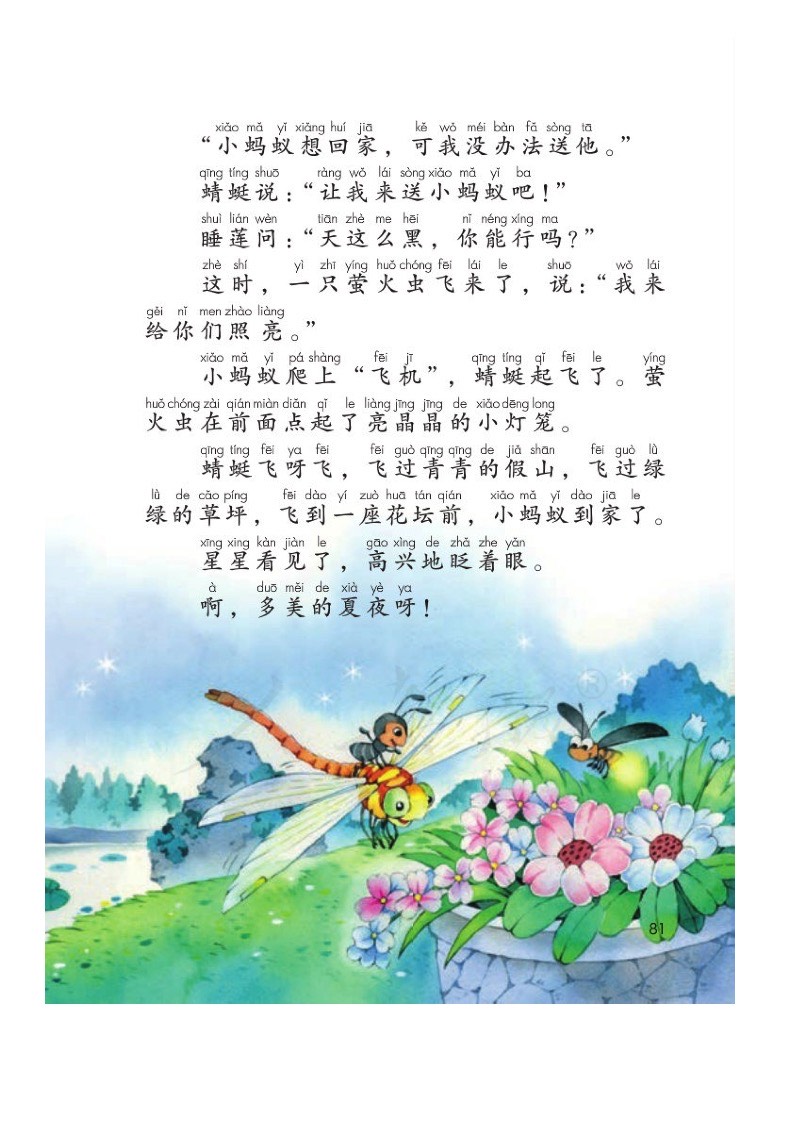 xiǎo mǎ yǐ xiǎng huí jiā kě wǒ méi bàn fǎ sòng tā
“小蚂蚁想回家，可我没办法送他。”
qīng tíng shuō ràng wǒ lái sòng xiǎo mǎ yǐ ba
蜻蜓说：“让我来送小蚂蚁吧！”
shuì lián wèn tiān zhè me hēi nǐ néng xíng ma
睡莲问：“天这么黑，你能行吗？”
zhè shí yì zhī yíng huǒ chóng fēi lái le shuō wǒ lái
这时，一只萤火虫飞来了，说：“我来
gěi nǐ men zhào liàng
给你们照亮。”
xiǎo mǎ yǐ pá shàng fēi jī qīng tíng qǐ fēi le yíng
小蚂蚁爬上“飞机”，蜻蜓起飞了。萤
huǒ chóng zài qián miàn diǎn qǐ le liàng jīng jīng de xiǎo dēng long
火虫在前面点起了亮晶晶的小灯笼。
qīng tíng fēi ya fēi fēi guò qīng qīng de jiǎ shān fēi guò lǜ
蜻蜓飞呀飞，飞过青青的假山，飞过绿
lǜ de cǎo píng fēi dào yí zuò huā tán qián xiǎo mǎ yǐ dào jiā le
绿的草坪，飞到一座花坛前，小蚂蚁到家了。
xīng xing kàn jiàn le gāo xìng de zhǎ zhe yǎn
星星看见了，高兴地眨着眼。
à duō měi de xià yè ya
啊，多美的夏夜呀！
81